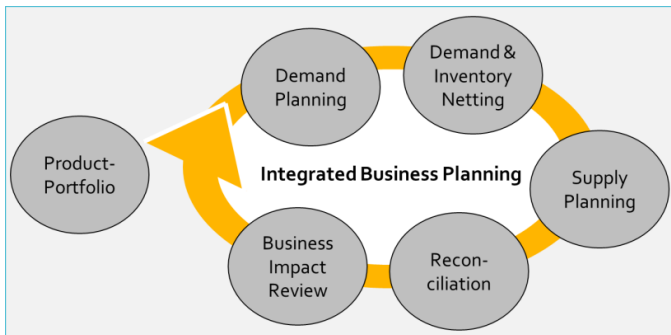 Demand
Planning
Demand &
Inventory
Netting
Product-
Portfolio
Integrated Business Planning
Supply
Planning
Business
Impact
Review
Recon-
ciliation